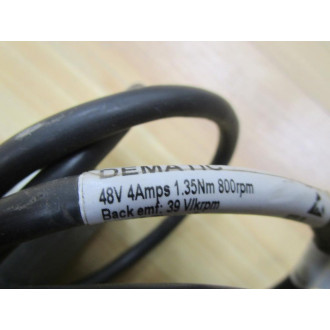 DEMATIC
48V 4Amps 1.35Nm 800rpm
Back emf: 39 V/krpm